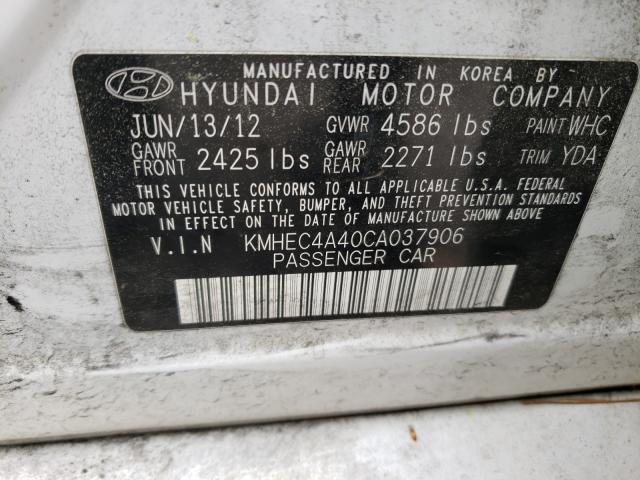 MANUFACTURED IN KOREA BY
HYUNDAI MOTOR COMPANY
JUN/13/12 GVWR 4586 lbs PAINT WHC
GAWR FRONT 2425 lbs GAWR REAR 2271 lbs TRIM YDA
THIS VEHICLE CONFORMS TO ALL APPLICABLE U.S.A. FEDERAL
MOTOR VEHICLE SAFETY, BUMPER, AND THEFT PREVENTION STANDARDS
IN EFFECT ON THE DATE OF MANUFACTURE SHOWN ABOVE
V.I.N KMHEC4A40CA037906
PASSENGER CAR